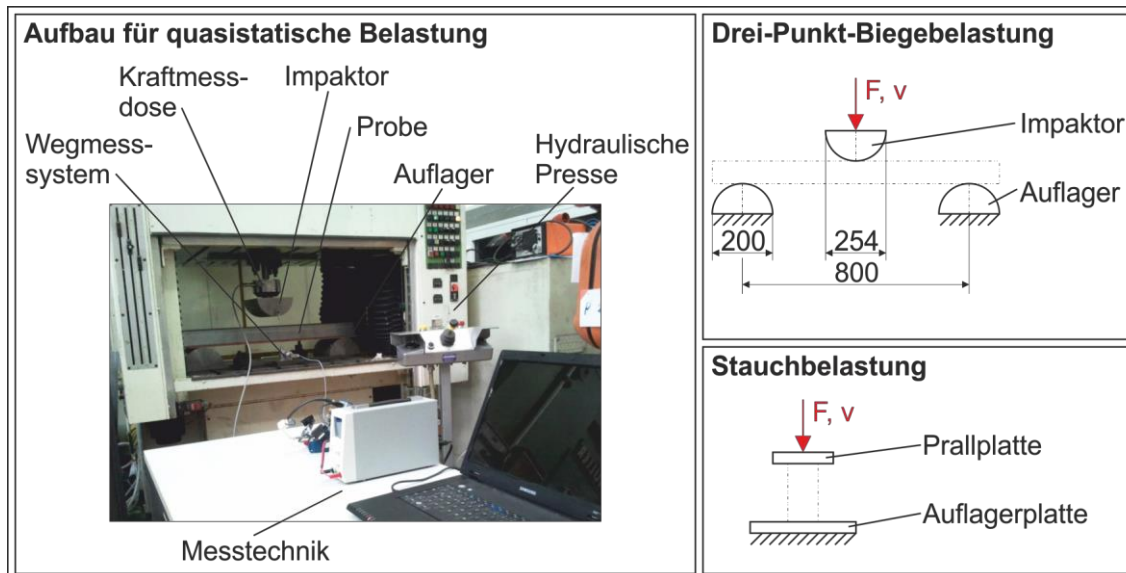 Aufbau für quasistatische Belastung
Kraftmess-
dose
Impaktor
Probe
Wegmess-
system
Auflager
Hydraulische
Presse
Messtechnik
Drei-Punkt-Biegebelastung
F, v
Impaktor
Auflager
200
254
800
Stauchbelastung
F, v
Prallplatte
Auflagerplatte